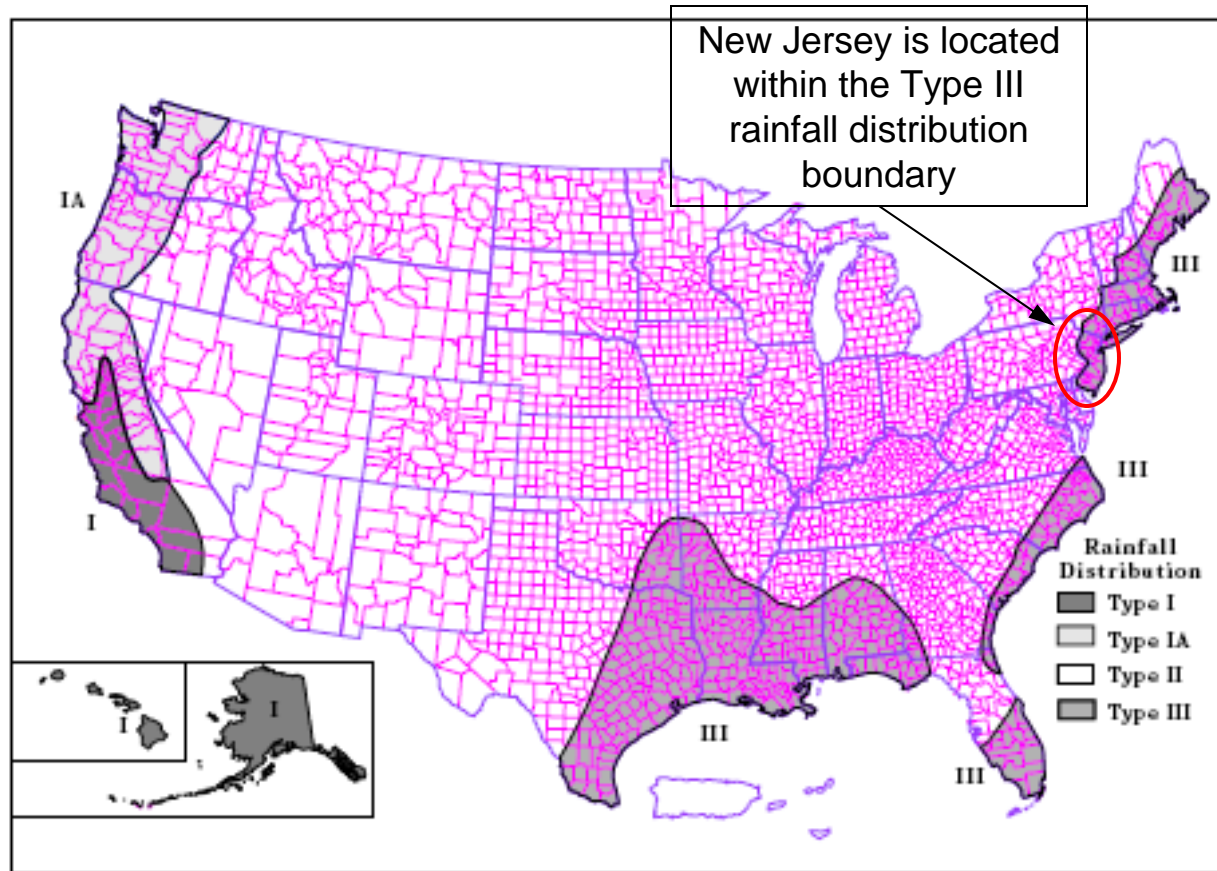 New Jersey is located
within the Type III
rainfall distribution
boundary
IA
III
I
III
Rainfall
Distribution
Type I
Type IA
Type II
Type III
I
I
III
III